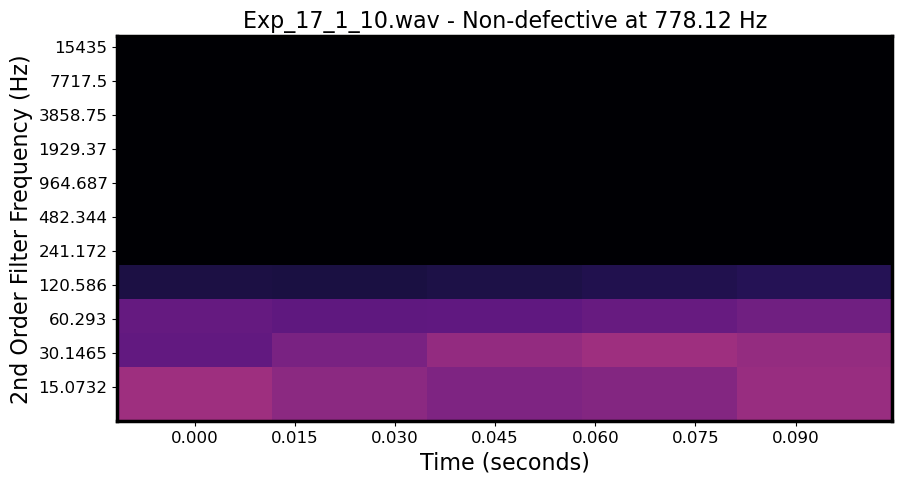 Exp_17_1_10.wav - Non-defective at 778.12 Hz
2nd Order Filter Frequency (Hz)
15435
7717.5
3858.75
1929.37
964.687
482.344
241.172
120.586
60.293
30.1465
15.0732
0.000 0.015 0.030 0.045 0.060 0.075 0.090
Time (seconds)